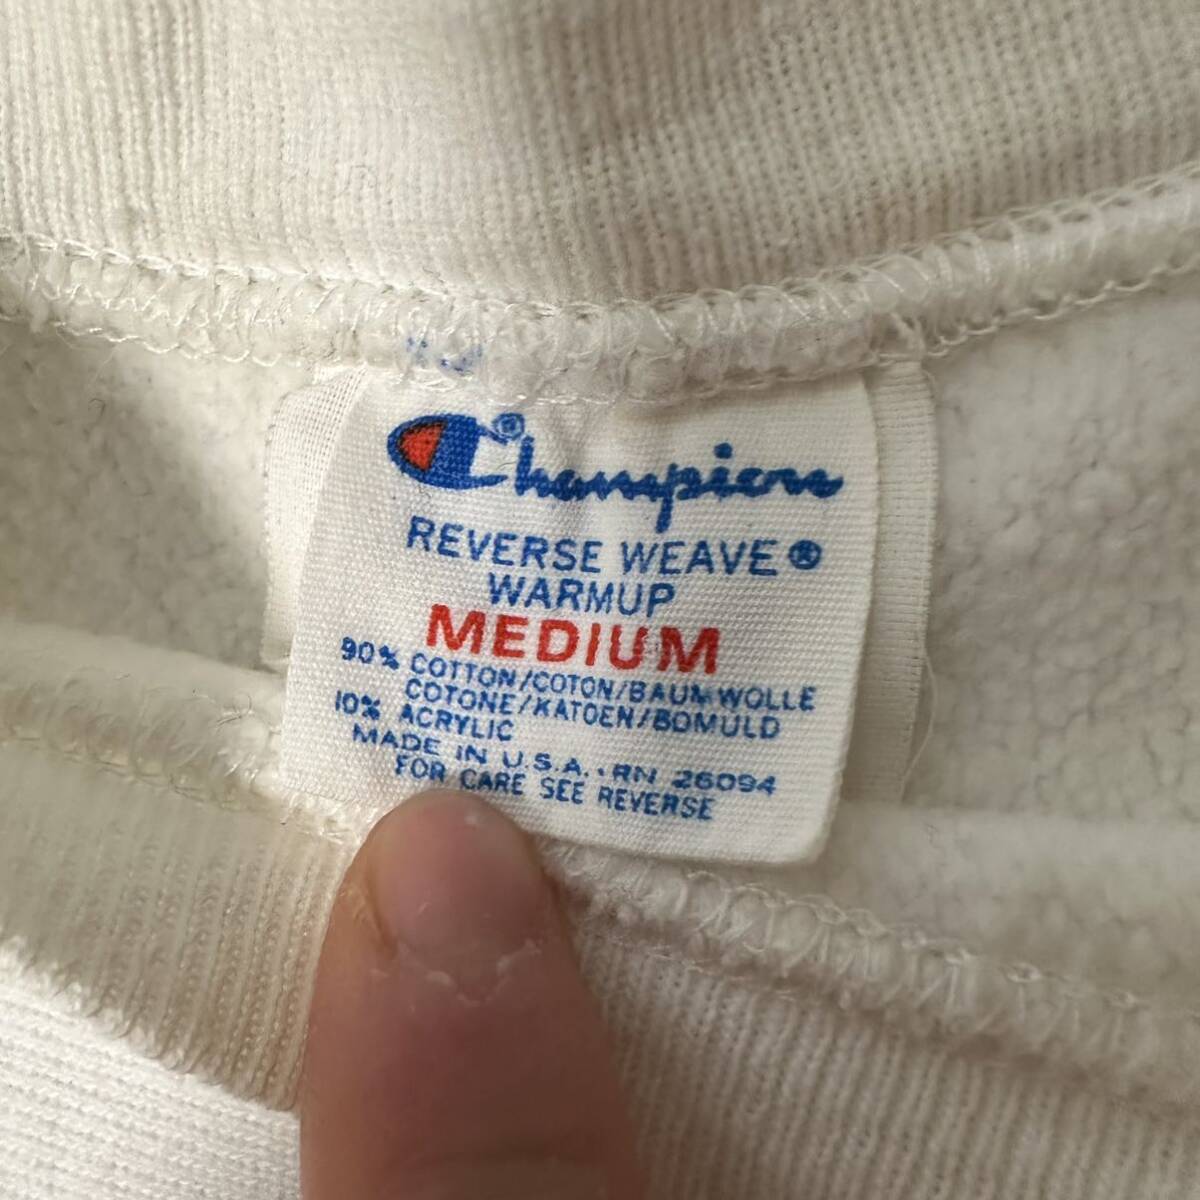 Champion®
REVERSE WEAVE®
WARMUP
MEDIUM
90% COTTON/COTON/BAUMWOLLE
COTONE/KATOEN/BOMULD
10% ACRYLIC
MADE IN U.S.A. · RN 26094
FOR CARE SEE REVERSE